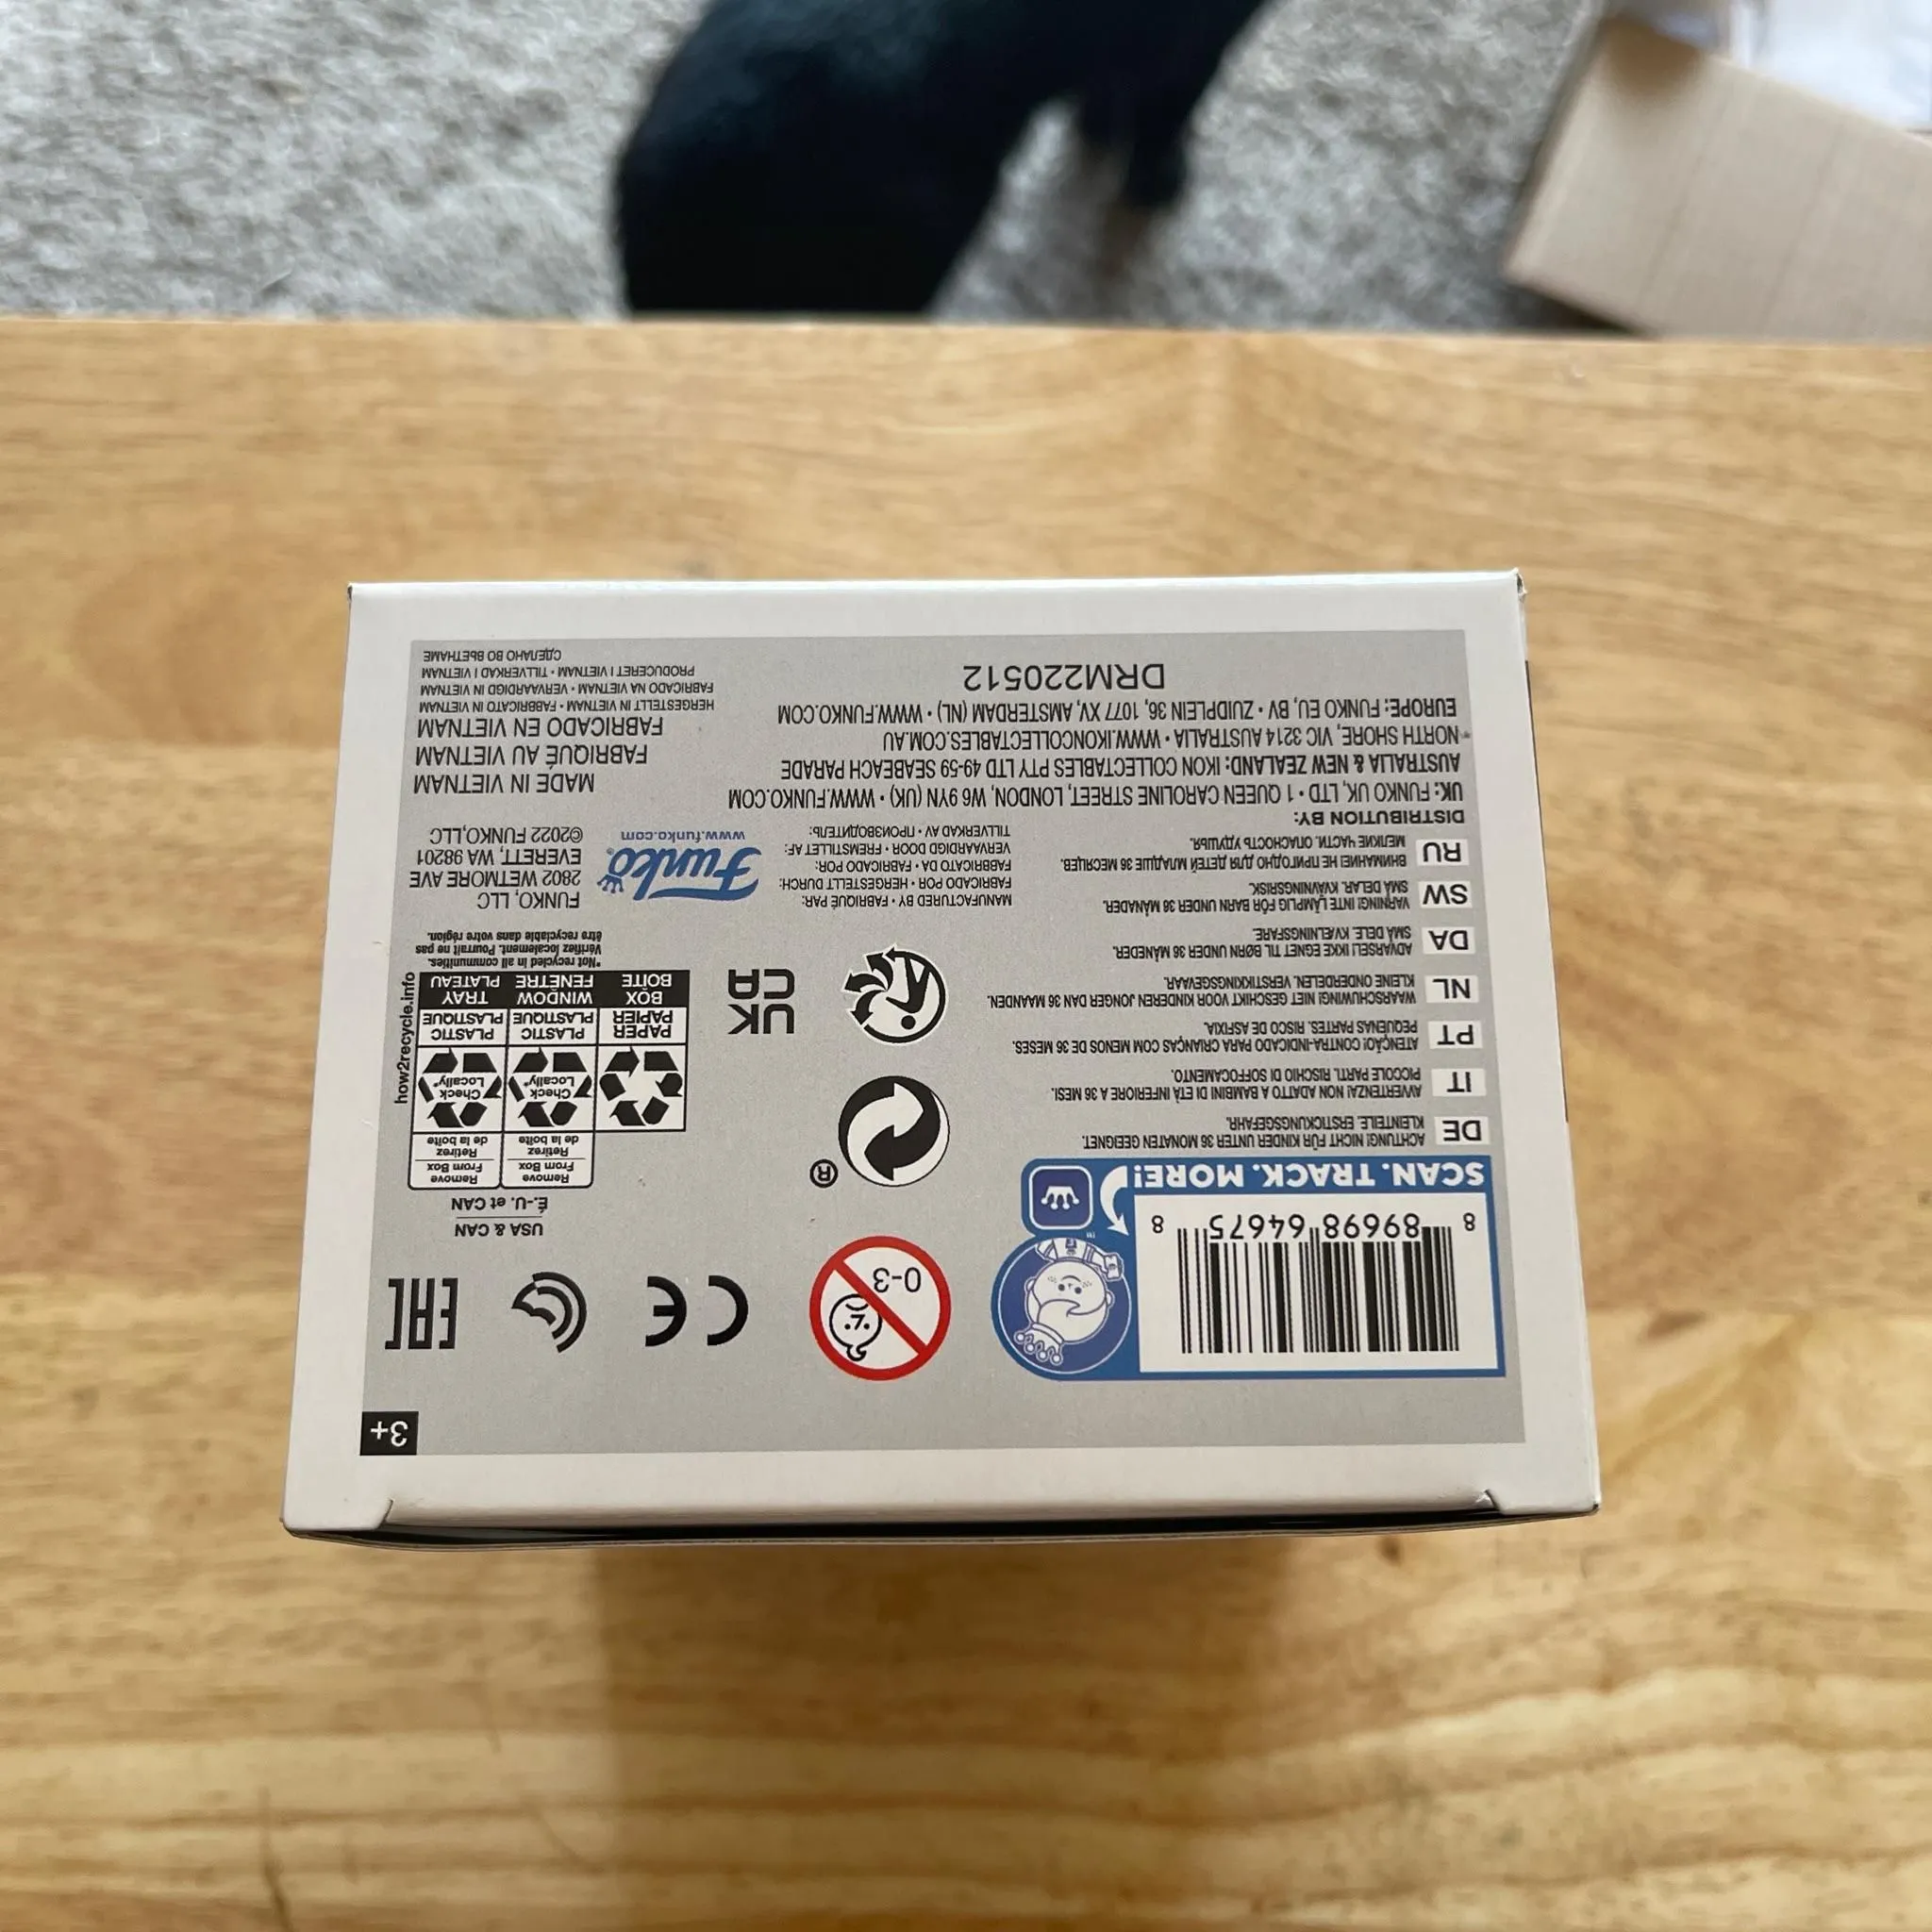 3+
8 89698 64675 8
SCAN. TRACK. MORE!
™
0-3
CE
EAC
USA & CAN
É.-U. et CAN
Remove
From Box
Retirez
de la boîte
Remove
From Box
Retirez
de la boîte
Check
Locally*
Check
Locally*
PAPER
PAPIER
PLASTIC
PLASTIQUE
PLASTIC
PLASTIQUE
BOX
BOÎTE
WINDOW
FENÊTRE
TRAY
PLATEAU
how2recycle.info
*Not recycled in all communities.
Vérifiez localement. Pourrait ne pas
être recyclable dans votre région.
®
UK
CA
DE
ACHTUNG! NICHT FÜR KINDER UNTER 36 MONATEN GEEIGNET.
KLEINTEILE. ERSTICKUNGSGEFAHR.
IT
AVVERTENZA! NON ADATTO A BAMBINI DI ETÀ INFERIORE A 36 MESI.
PICCOLE PARTI. RISCHIO DI SOFFOCAMENTO.
PT
ATENÇÃO! CONTRA-INDICADO PARA CRIANÇAS COM MENOS DE 36 MESES.
PEQUENAS PARTES. RISCO DE ASFIXIA.
NL
WAARSCHUWING! NIET GESCHIKT VOOR KINDEREN JONGER DAN 36 MAANDEN.
KLEINE ONDERDELEN. VERSTIKKINGSGEVAAR.
DA
ADVARSEL! IKKE EGNET TIL BØRN UNDER 36 MÅNEDER.
SMÅ DELE. KVÆLNINGSFARE.
SW
VARNING! INTE LÄMPLIG FÖR BARN UNDER 36 MÅNADER.
SMÅ DELAR. KVÄVNINGSRISK.
RU
ВНИМАНИЕ! НЕ ПРИГОДНО ДЛЯ ДЕТЕЙ МЛАДШЕ 36 МЕСЯЦЕВ.
МЕЛКИЕ ЧАСТИ. ОПАСНОСТЬ УДУШЬЯ.
MANUFACTURED BY • FABRIQUÉ PAR:
FABRICADO POR • HERGESTELLT DURCH:
FABBRICATO DA • FABRICADO POR:
VERVAARDIGD DOOR • FREMSTILLET AF:
TILLVERKAD AV • ПРОИЗВОДИТЕЛЬ:
Funko®
www.funko.com
FUNKO, LLC
2802 WETMORE AVE
EVERETT, WA 98201
©2022 FUNKO,LLC
DISTRIBUTION BY:
UK: FUNKO UK, LTD • 1 QUEEN CAROLINE STREET, LONDON, W6 9YN (UK) • WWW.FUNKO.COM
AUSTRALIA & NEW ZEALAND: IKON COLLECTABLES PTY LTD 49-59 SEABEACH PARADE
NORTH SHORE, VIC 3214 AUSTRALIA • WWW.IKONCOLLECTABLES.COM.AU
EUROPE: FUNKO EU, BV • ZUIDPLEIN 36, 1077 XV, AMSTERDAM (NL) • WWW.FUNKO.COM
DRM220512
MADE IN VIETNAM
FABRIQUÉ AU VIETNAM
FABRICADO EN VIETNAM
HERGESTELLT IN VIETNAM • FABBRICATO IN VIETNAM
FABRICADO NA VIETNAM • VERVAARDIGD IN VIETNAM
PRODUCERET I VIETNAM • TILLVERKAD I VIETNAM
СДЕЛАНО ВО ВЬЕТНАМЕ